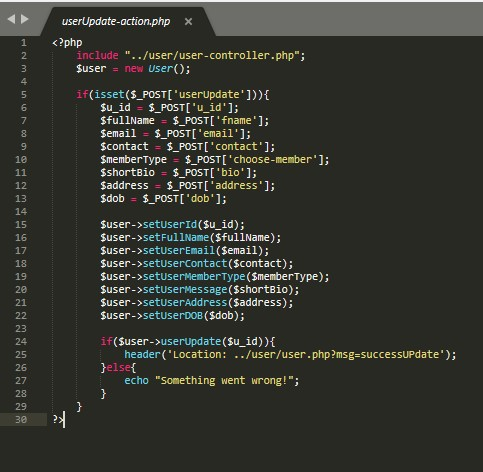 userUpdate-action.php ×
1 <?php
2 include "../user/user-controller.php";
3 $user = new User();
4
5 if(isset($_POST['userUpdate'])){
6 $u_id = $_POST['u_id'];
7 $fullName = $_POST['fname'];
8 $email = $_POST['email'];
9 $contact = $_POST['contact'];
10 $memberType = $_POST['choose-member'];
11 $shortBio = $_POST['bio'];
12 $address = $_POST['address'];
13 $dob = $_POST['dob'];
14
15 $user->setUserId($u_id);
16 $user->setFullName($fullName);
17 $user->setUserEmail($email);
18 $user->setUserContact($contact);
19 $user->setUserMemberType($memberType);
20 $user->setUserMessage($shortBio);
21 $user->setUserAddress($address);
22 $user->setUserDOB($dob);
23
24 if($user->userUpdate($u_id)){
25 header('Location: ../user/user.php?msg=successUPdate');
26 }else{
27 echo "Something went wrong!";
28 }
29 }
30 ?>